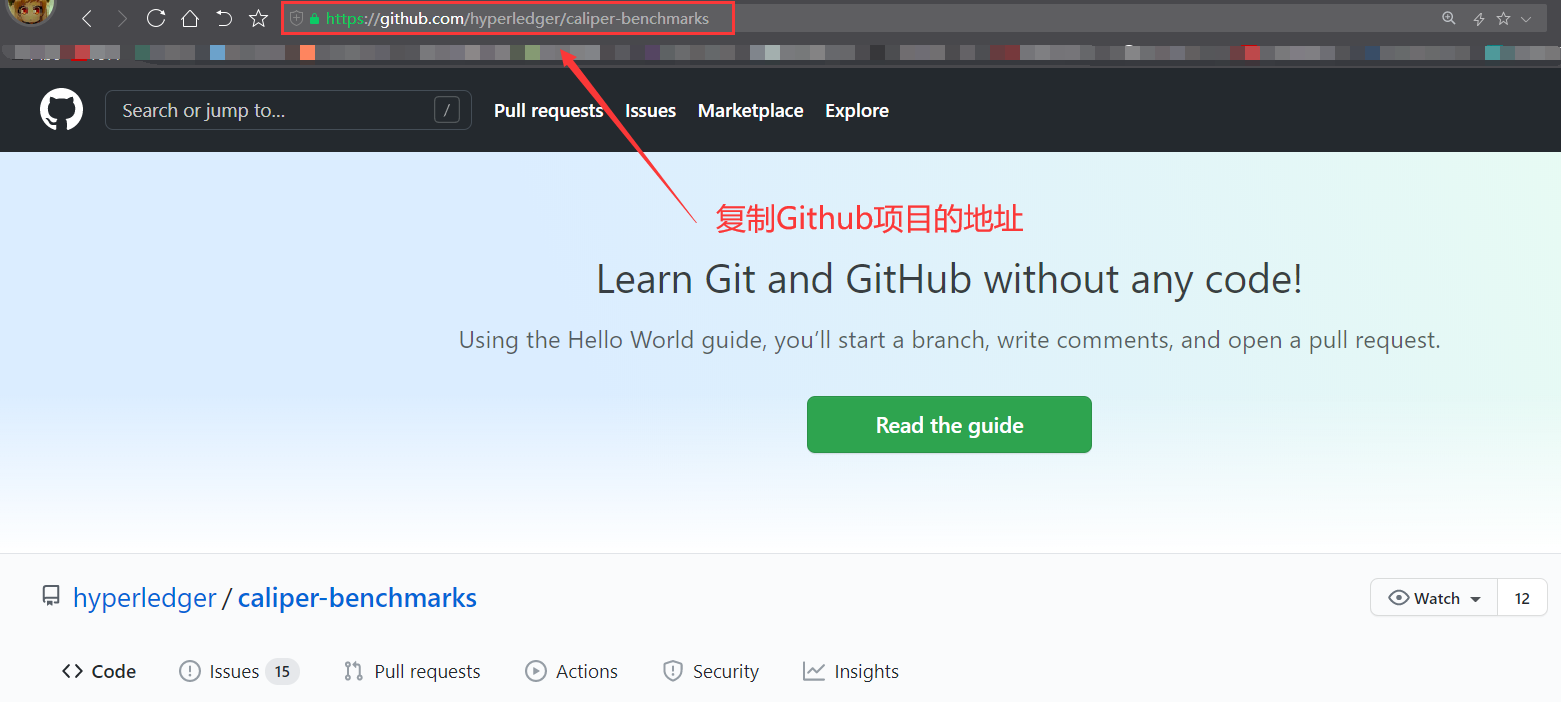 https://github.com/hyperledger/caliper-benchmarks
Search or jump to... /
Pull requests Issues Marketplace Explore
复制Github项目的地址
Learn Git and GitHub without any code!
Using the Hello World guide, you’ll start a branch, write comments, and open a pull request.
Read the guide
hyperledger / caliper-benchmarks
Watch 12
Code Issues 15 Pull requests Actions Security Insights